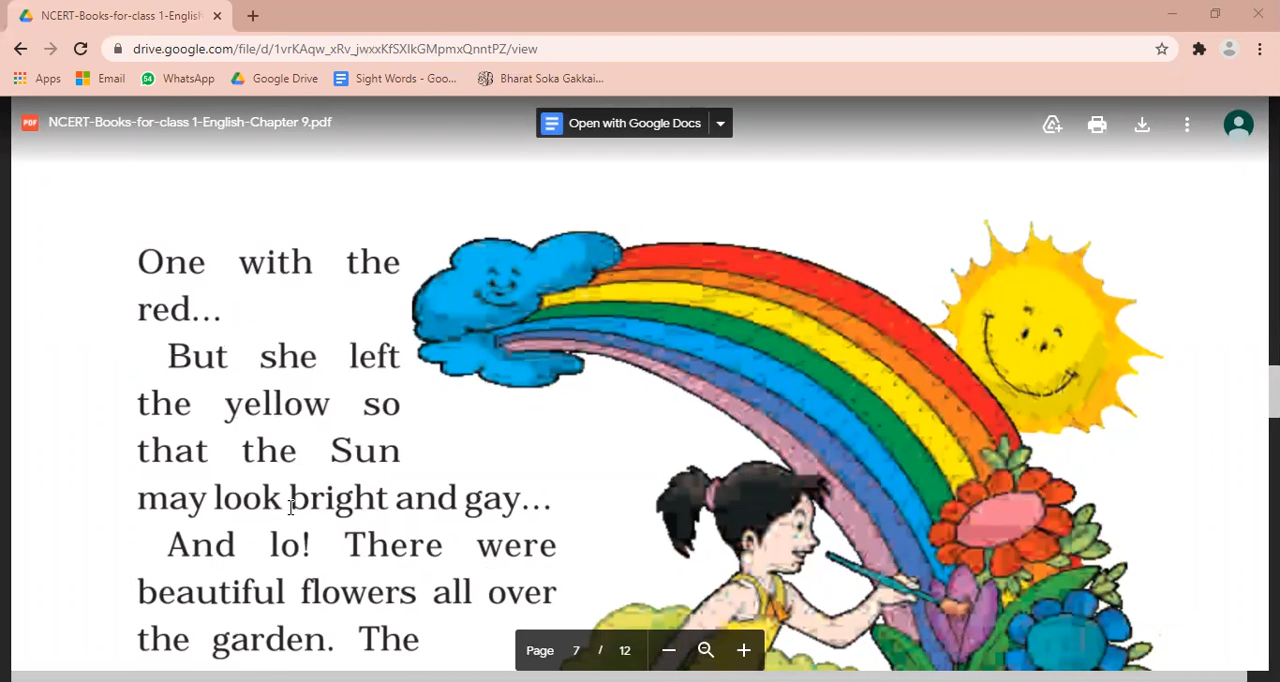 NCERT-Books-for-class 1-English
drive.google.com/file/d/1vrKAqw_xRv_jwxxKfSXIkGMpmxQnntPZ/view
Apps Email WhatsApp Google Drive Sight Words - Goo... Bharat Soka Gakkai...
PDF NCERT-Books-for-class 1-English-Chapter 9.pdf Open with Google Docs
One with the
red...
But she left
the yellow so
that the Sun
may look bright and gay...
And lo! There were
beautiful flowers all over
the garden. The
Page 7 / 12